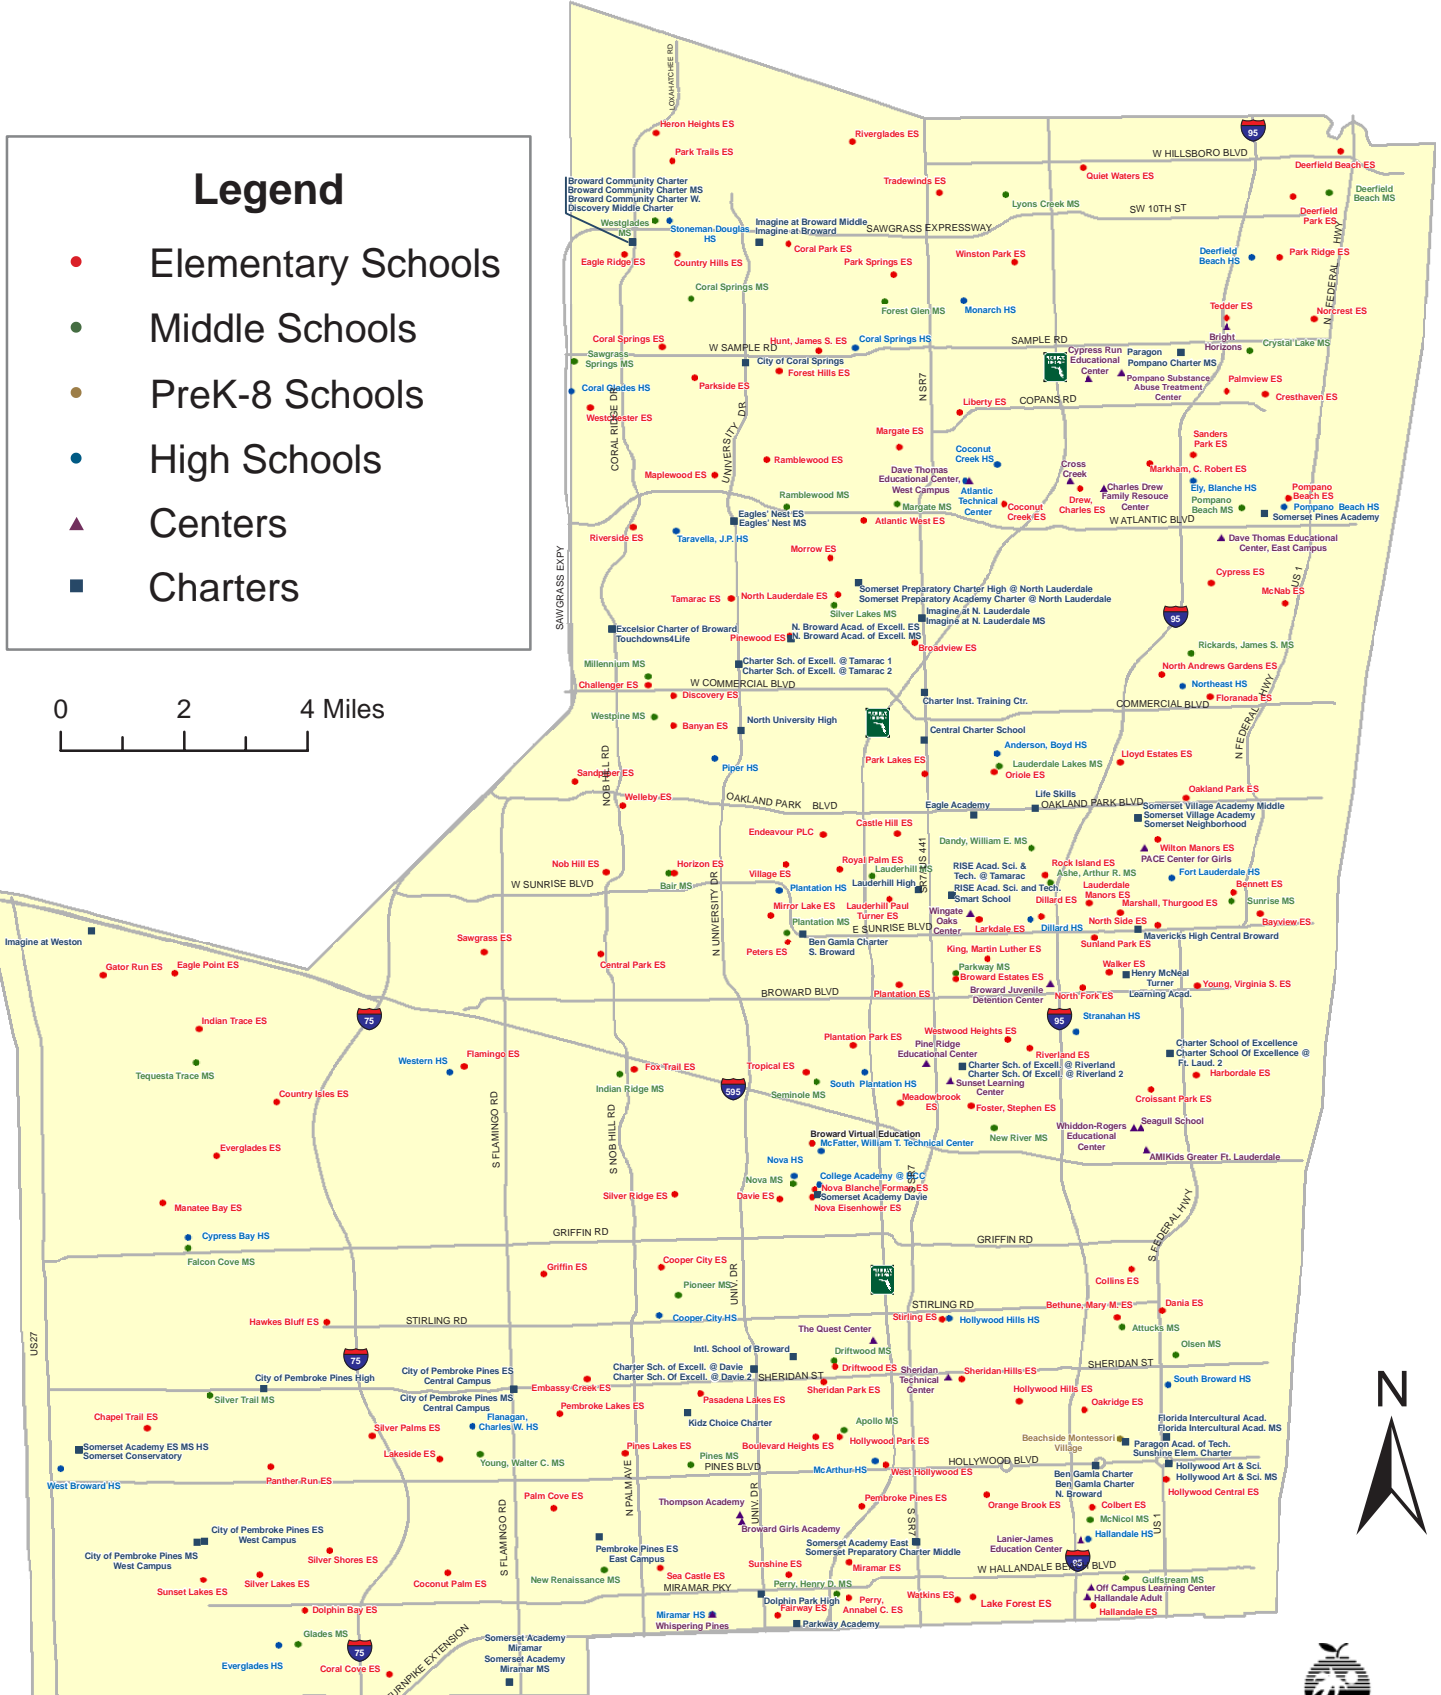 Legend
Elementary Schools
Middle Schools
PreK-8 Schools
High Schools
Centers
Charters
0
2
4 Miles
LOXAHATCHEE RD
Heron Heights ES
Park Trails ES
Riverglades ES
95
W HILLSBORO BLVD
Deerfield Beach ES
Quiet Waters ES
Tradewinds ES
Lyons Creek MS
Deerfield
Beach MS
Deerfield
Park ES
SW 10TH ST
Broward Community Charter
Broward Community Charter MS
Broward Community Charter W.
Discovery Middle Charter
Westglades
MS
Stoneman Douglas
HS
Imagine at Broward Middle
Imagine at Broward
SAWGRASS EXPRESSWAY
Eagle Ridge ES
Country Hills ES
Coral Park ES
Park Springs ES
Winston Park ES
Deerfield
Beach HS
Park Ridge ES
N FEDERAL HWY
Coral Springs MS
Forest Glen MS
Monarch HS
Tedder ES
Norcrest ES
Bright
Horizons
Crystal Lake MS
Coral Springs ES
W SAMPLE RD
Hunt, James S. ES
Coral Springs HS
SAMPLE RD
Sawgrass
Springs MS
City of Coral Springs
Forest Hills ES
Cypress Run
Educational
Center
Paragon
Pompano Charter MS
Pompano Substance
Abuse Treatment
Center
Palmview ES
Cresthaven ES
Coral Glades HS
Parkside ES
Westchester ES
CORAL RIDGE DR
UNIVERSITY DR
N SR7
Liberty ES
COPANS RD
Margate ES
Sanders
Park ES
Maplewood ES
Ramblewood ES
Coconut
Creek HS
Cross
Creek
Markham, C. Robert ES
Dave Thomas
Educational Center,
West Campus
Atlantic
Technical
Center
Drew,
Charles ES
Charles Drew
Family Resouce
Center
Ely, Blanche HS
Pompano
Beach ES
Ramblewood MS
Margate MS
Coconut
Creek ES
Pompano
Beach MS
Pompano Beach HS
Somerset Pines Academy
Eagles' Nest ES
Eagles' Nest MS
Atlantic West ES
W ATLANTIC BLVD
Riverside ES
Taravella, J.P. HS
Morrow ES
Dave Thomas Educational
Center, East Campus
SAWGRASS EXPY
Cypress ES
US 1
McNab ES
Tamarac ES
North Lauderdale ES
Silver Lakes MS
Somerset Preparatory Charter High @ North Lauderdale
Somerset Preparatory Academy Charter @ North Lauderdale
Imagine at N. Lauderdale
Imagine at N. Lauderdale MS
95
Excelsior Charter of Broward
Touchdowns4Life
Pinewood ES
N. Broward Acad. of Excell. ES
N. Broward Acad. of Excell. MS
Broadview ES
Rickards, James S. MS
Millennium MS
Charter Sch. of Excell. @ Tamarac 1
Charter Sch. of Excell. @ Tamarac 2
North Andrews Gardens ES
Challenger ES
Discovery ES
W COMMERCIAL BLVD
Northeast HS
Floranada ES
Charter Inst. Training Ctr.
COMMERCIAL BLVD
N FEDERAL HWY
Westpine MS
Banyan ES
North University High
Central Charter School
Piper HS
Park Lakes ES
Anderson, Boyd HS
Lauderdale Lakes MS
Oriole ES
Lloyd Estates ES
Sandpiper ES
NOB HILL RD
Welleby ES
OAKLAND PARK BLVD
Eagle Academy
Life Skills
OAKLAND PARK BLVD
Oakland Park ES
Somerset Village Academy Middle
Somerset Village Academy
Somerset Neighborhood
Endeavour PLC
Castle Hill ES
SR7/US 441
Dandy, William E. MS
Wilton Manors ES
PACE Center for Girls
Nob Hill ES
Horizon ES
Bair MS
Village ES
Royal Palm ES
Lauderhill MS
Lauderhill High
RISE Acad. Sci. &
Tech. @ Tamarac
RISE Acad. Sci. and Tech.
Smart School
Rock Island ES
Ashe, Arthur R. MS
Fort Lauderdale HS
Bennett ES
W SUNRISE BLVD
Plantation HS
Mirror Lake ES
Lauderhill Paul
Turner ES
Wingate
Oaks
Center
Larkdale ES
Dillard ES
Dillard HS
Lauderdale
Manors ES
Marshall, Thurgood ES
North Side ES
Sunrise MS
Bayview ES
N UNIVERSITY DR
Plantation MS
E SUNRISE BLVD
Mavericks High Central Broward
Sunland Park ES
Imagine at Weston
Sawgrass ES
Central Park ES
Peters ES
Ben Gamla Charter
S. Broward
King, Martin Luther ES
Parkway MS
Broward Estates ES
Walker ES
Henry McNeal
Turner
Learning Acad.
Young, Virginia S. ES
Gator Run ES
Eagle Point ES
BROWARD BLVD
Plantation ES
Broward Juvenile
Detention Center
North Fork ES
75
95
Stranahan HS
Indian Trace ES
Plantation Park ES
Westwood Heights ES
Pine Ridge
Educational Center
Riverland ES
Charter School of Excellence
Charter School Of Excellence @
Ft. Laud. 2
Tequesta Trace MS
Western HS
Flamingo ES
Fox Trail ES
Indian Ridge MS
595
Tropical ES
Seminole MS
South Plantation HS
Charter Sch. of Excell. @ Riverland
Charter Sch. Of Excell. @ Riverland 2
Sunset Learning
Center
Harbordale ES
Country Isles ES
S FLAMINGO RD
S NOB HILL RD
Meadowbrook
ES
Foster, Stephen ES
Croissant Park ES
Everglades ES
Broward Virtual Education
McFatter, William T. Technical Center
New River MS
Whiddon-Rogers
Educational
Center
Seagull School
AMIKids Greater Ft. Lauderdale
Nova HS
Nova MS
College Academy @ BCC
Nova Blanche Forman ES
Somerset Academy Davie
Nova Eisenhower ES
S SR7
Silver Ridge ES
Davie ES
Manatee Bay ES
Cypress Bay HS
Falcon Cove MS
GRIFFIN RD
GRIFFIN RD
S FEDERAL HWY
Griffin ES
Cooper City ES
Pioneer MS
UNIV. DR
Collins ES
Hawkes Bluff ES
STIRLING RD
Cooper City HS
STIRLING RD
Stirling ES
Hollywood Hills HS
Bethune, Mary M. ES
Dania ES
Attucks MS
US27
75
The Quest Center
Intl. School of Broward
Driftwood MS
Olsen MS
City of Pembroke Pines High
City of Pembroke Pines ES
Central Campus
Charter Sch. of Excell. @ Davie
Charter Sch. Of Excell. @ Davie 2
SHERIDAN ST
Driftwood ES
Sheridan
Technical
Center
Sheridan Hills ES
SHERIDAN ST
South Broward HS
Silver Trail MS
City of Pembroke Pines MS
Central Campus
Embassy Creek ES
Pembroke Lakes ES
Pasadena Lakes ES
Sheridan Park ES
Hollywood Hills ES
Oakridge ES
Chapel Trail ES
Silver Palms ES
Flanagan,
Charles W. HS
Kidz Choice Charter
Apollo MS
Florida Intercultural Acad.
Florida Intercultural Acad. MS
Somerset Academy ES MS HS
Somerset Conservatory
Lakeside ES
Young, Walter C. MS
Pines Lakes ES
Pines MS
Boulevard Heights ES
Hollywood Park ES
Beachside Montessori
Village
Paragon Acad. of Tech.
Sunshine Elem. Charter
West Broward HS
Panther Run ES
PINES BLVD
McArthur HS
West Hollywood ES
HOLLYWOOD BLVD
Ben Gamla Charter
Ben Gamla Charter
N. Broward
Hollywood Art & Sci.
Hollywood Art & Sci. MS
Hollywood Central ES
Palm Cove ES
N PALM AVE
Thompson Academy
Broward Girls Academy
UNIV. DR
Pembroke Pines ES
S SR7
Orange Brook ES
Colbert ES
McNicol MS
US 1
City of Pembroke Pines ES
West Campus
City of Pembroke Pines MS
West Campus
S FLAMINGO RD
Pembroke Pines ES
East Campus
Somerset Academy East
Somerset Preparatory Charter Middle
Lanier-James
Education Center
Hallandale HS
95
W HALLANDALE BEACH BLVD
Silver Shores ES
Sunset Lakes ES
Silver Lakes ES
Coconut Palm ES
New Renaissance MS
Sea Castle ES
Sunshine ES
Miramar ES
Gulfstream MS
MIRAMAR PKY
Perry, Henry D. MS
Dolphin Park High
Perry,
Annabel C. ES
Watkins ES
Lake Forest ES
Off Campus Learning Center
Hallandale Adult
Hallandale ES
Dolphin Bay ES
Miramar HS
Whispering Pines
Fairway ES
Parkway Academy
Glades MS
Everglades HS
75
Coral Cove ES
TURNPIKE EXTENSION
Somerset Academy
Miramar
Somerset Academy
Miramar MS
N